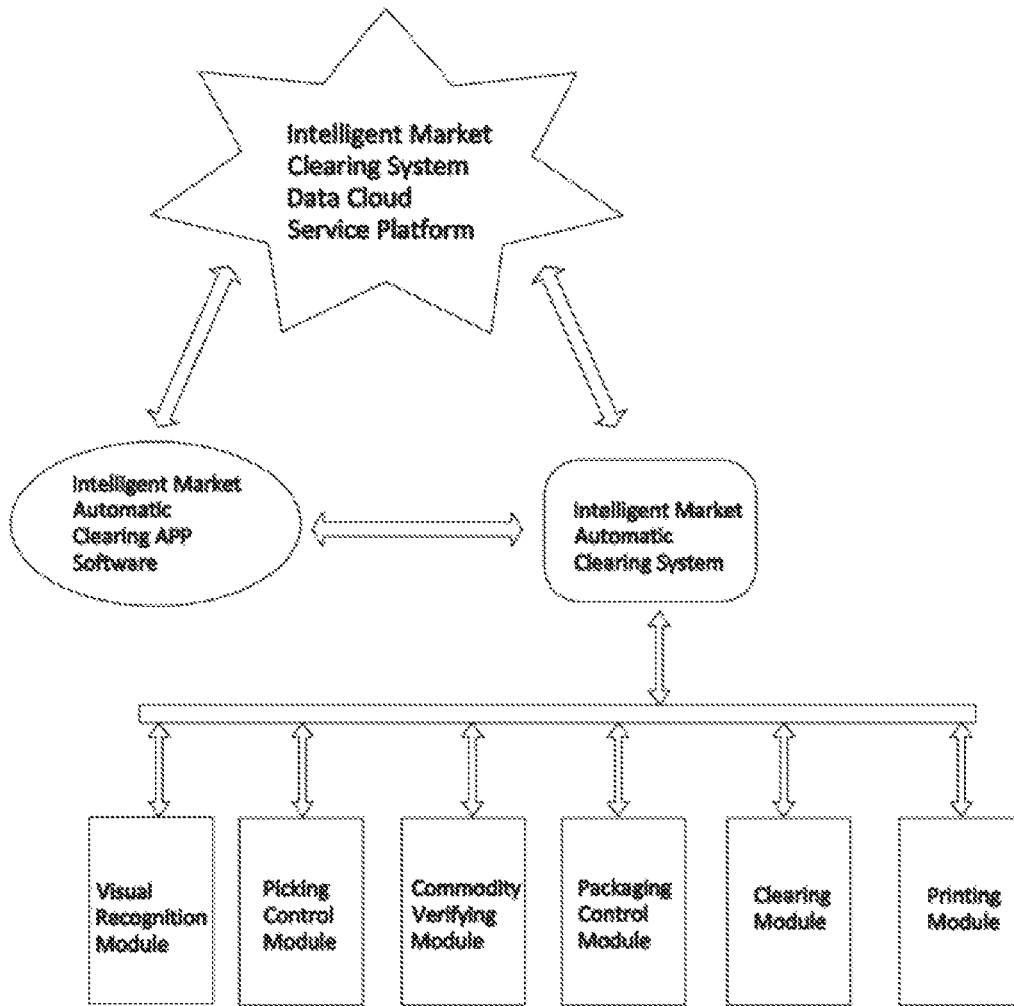 Intelligent Market
Clearing System
Data Cloud
Service Platform
Intelligent Market
Automatic
Clearing APP
Software
Intelligent Market
Automatic
Clearing System
Visual
Recognition
Module
Picking
Control
Module
Commodity
Verifying
Module
Packaging
Control
Module
Clearing
Module
Printing
Module